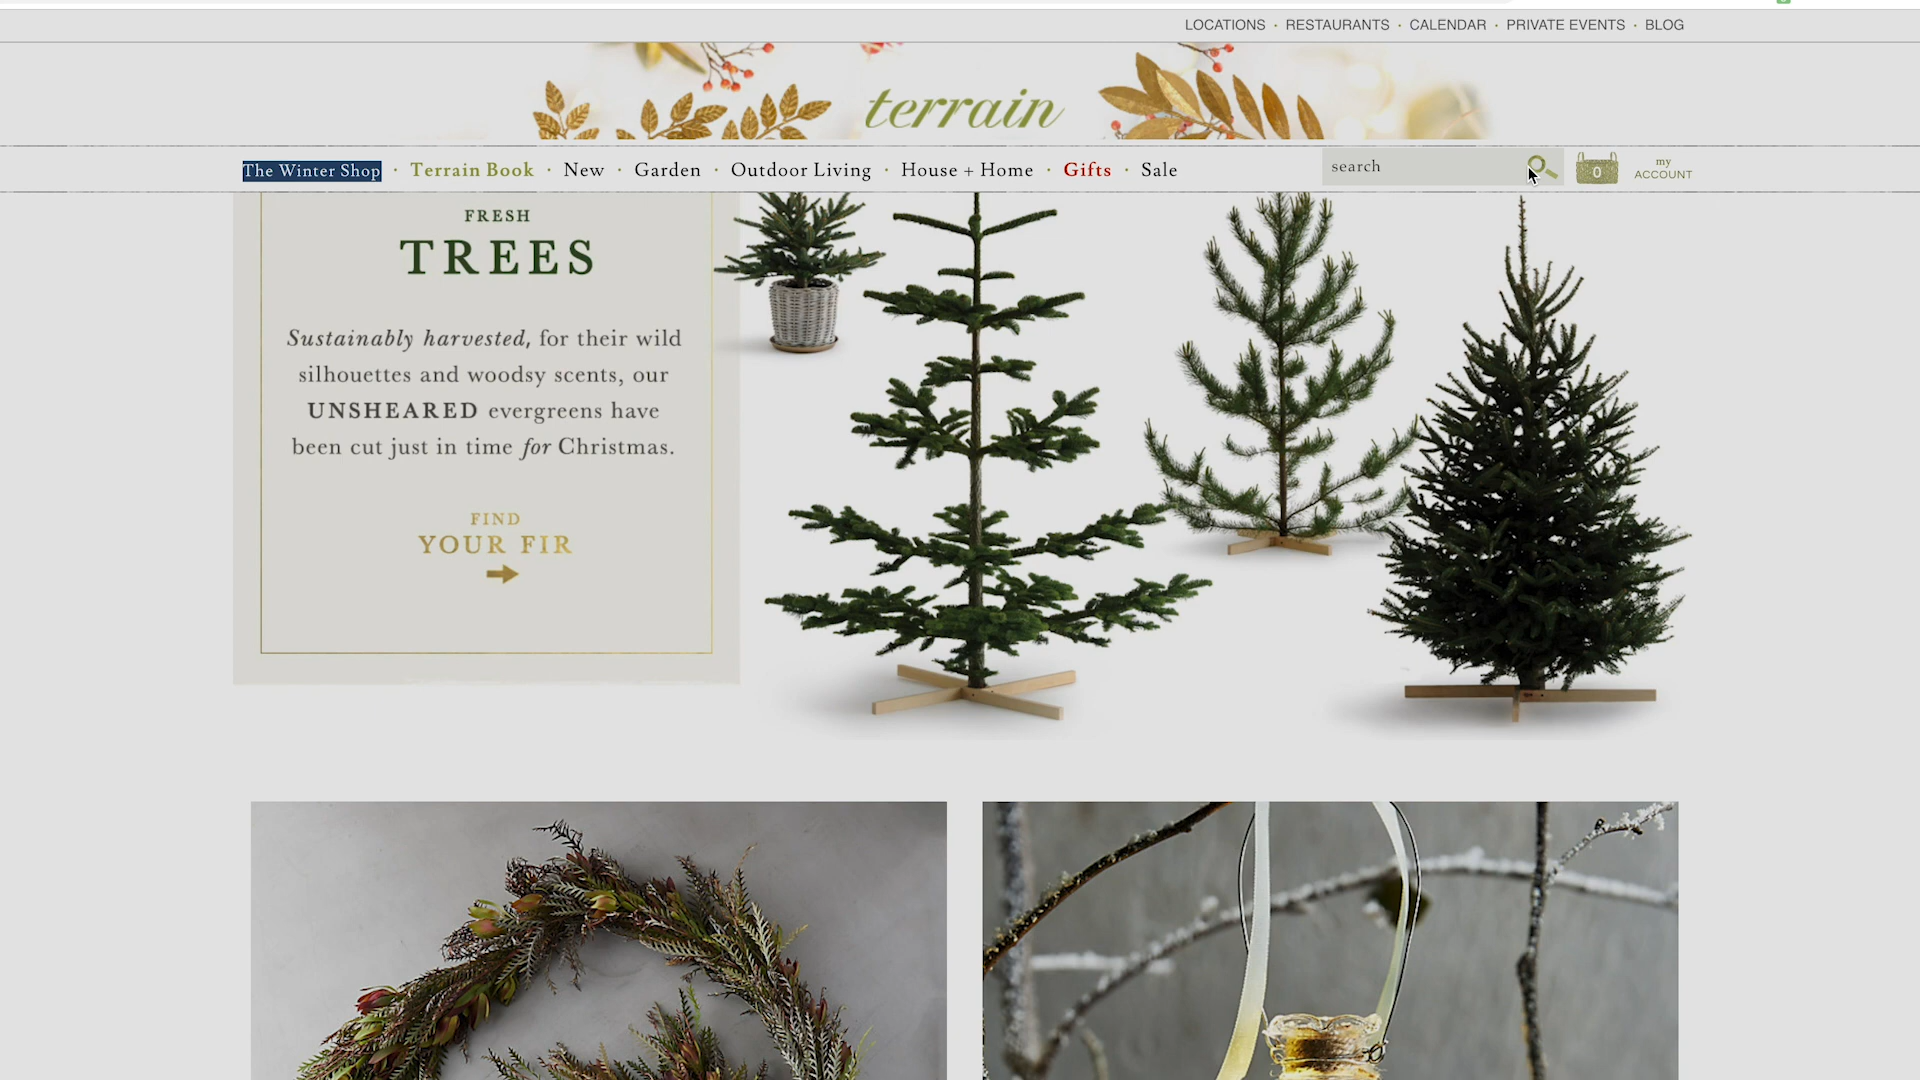 LOCATIONS · RESTAURANTS · CALENDAR · PRIVATE EVENTS · BLOG
terrain
The Winter Shop · Terrain Book · New · Garden · Outdoor Living · House + Home · Gifts · Sale
search
0
my
ACCOUNT
FRESH
TREES
Sustainably harvested, for their wild
silhouettes and woodsy scents, our
UNSHEARED evergreens have
been cut just in time for Christmas.
FIND
YOUR FIR